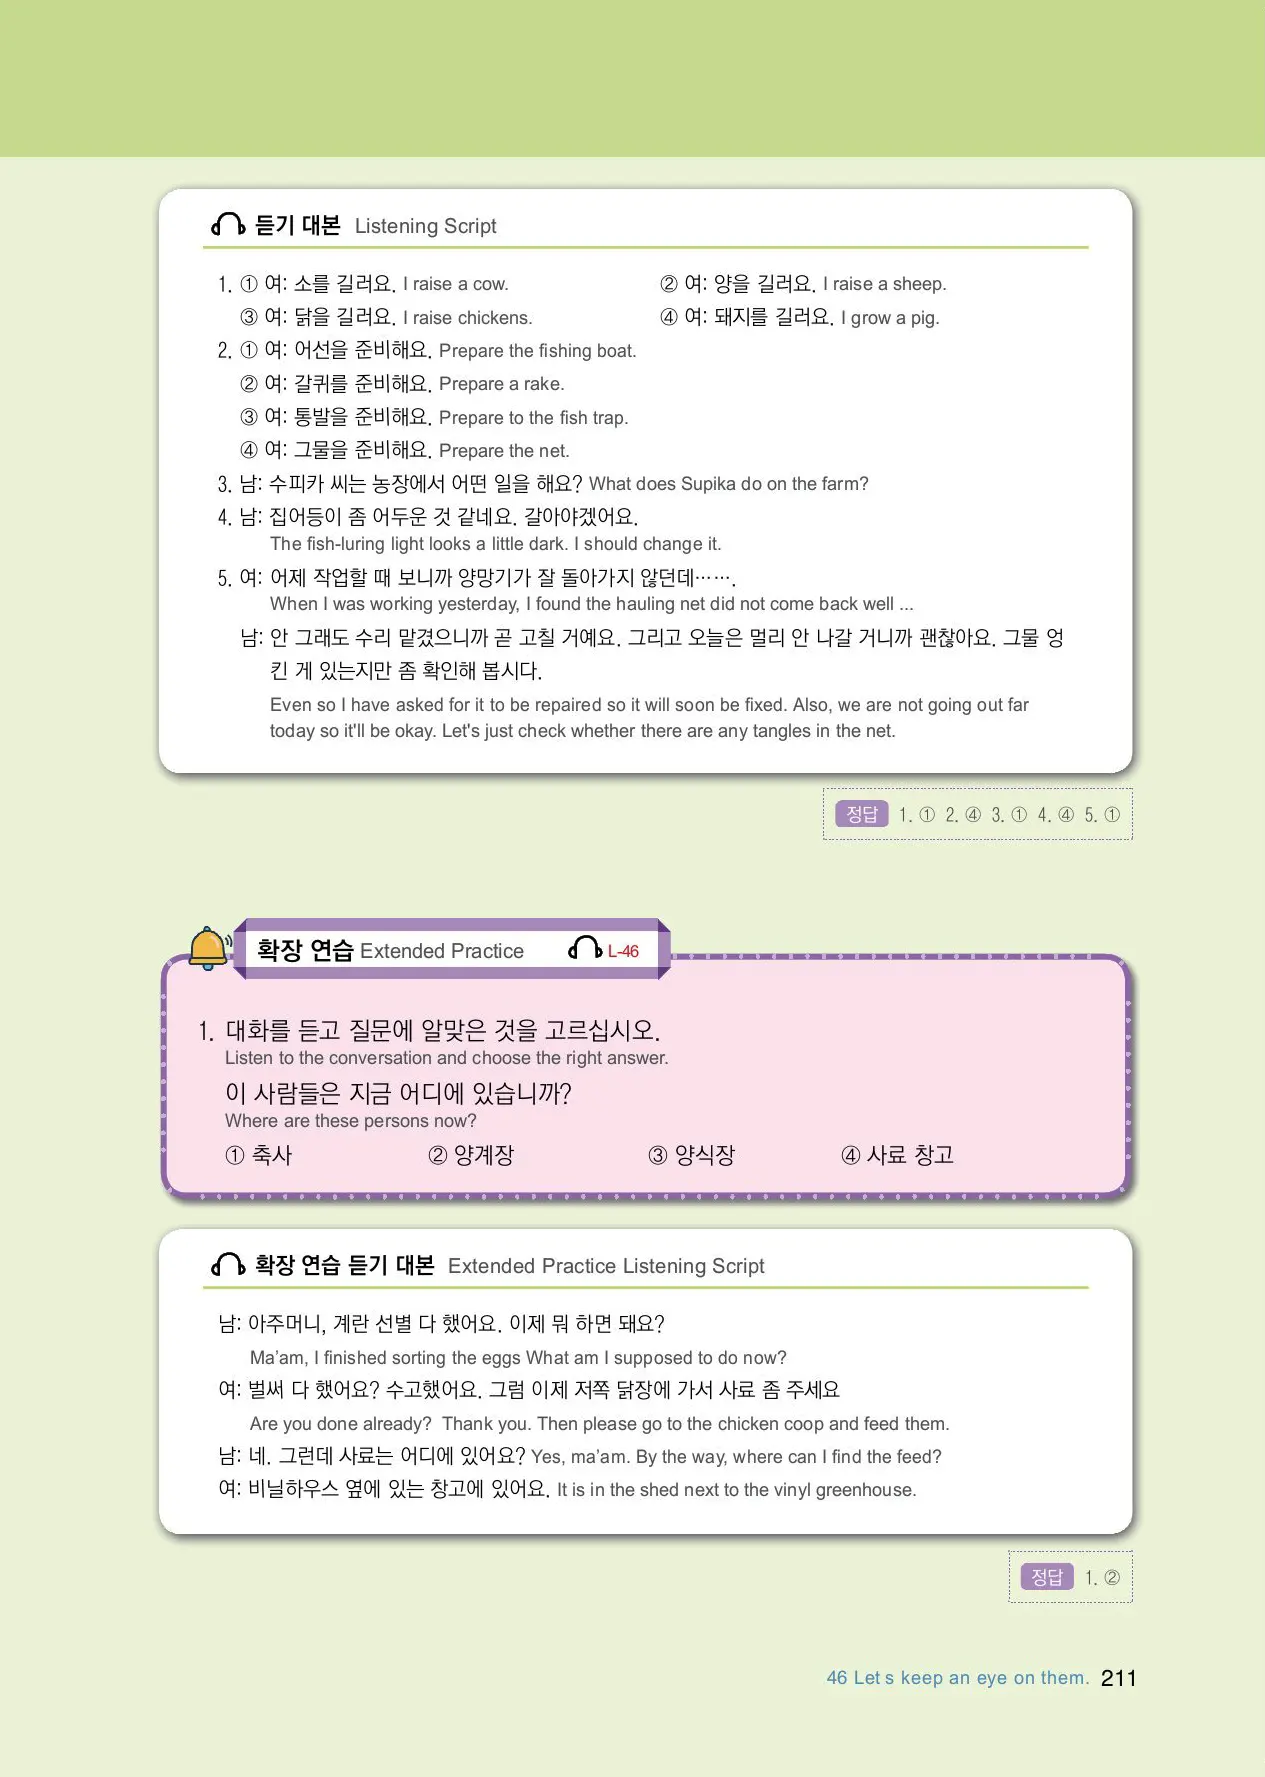 듣기 대본 Listening Script
1. ① 여: 소를 길러요. I raise a cow. ② 여: 양을 길러요. I raise a sheep.
③ 여: 닭을 길러요. I raise chickens. ④ 여: 돼지를 길러요. I grow a pig.
2. ① 여: 어선을 준비해요. Prepare the fishing boat.
② 여: 갈퀴를 준비해요. Prepare a rake.
③ 여: 통발을 준비해요. Prepare to the fish trap.
④ 여: 그물을 준비해요. Prepare the net.
3. 남: 수피카 씨는 농장에서 어떤 일을 해요? What does Supika do on the farm?
4. 남: 집어등이 좀 어두운 것 같네요. 갈아야겠어요.
The fish-luring light looks a little dark. I should change it.
5. 여: 어제 작업할 때 보니까 양망기가 잘 돌아가지 않던데…….
When I was working yesterday, I found the hauling net did not come back well ...
남: 안 그래도 수리 맡겼으니까 곧 고칠 거예요. 그리고 오늘은 멀리 안 나갈 거니까 괜찮아요. 그물 엉
킨 게 있는지만 좀 확인해 봅시다.
Even so I have asked for it to be repaired so it will soon be fixed. Also, we are not going out far
today so it'll be okay. Let's just check whether there are any tangles in the net.
정답 1. ① 2. ④ 3. ① 4. ④ 5. ①
확장 연습 Extended Practice L-46
1. 대화를 듣고 질문에 알맞은 것을 고르십시오.
Listen to the conversation and choose the right answer.
이 사람들은 지금 어디에 있습니까?
Where are these persons now?
① 축사 ② 양계장 ③ 양식장 ④ 사료 창고
확장 연습 듣기 대본 Extended Practice Listening Script
남: 아주머니, 계란 선별 다 했어요. 이제 뭐 하면 돼요?
Ma’am, I finished sorting the eggs What am I supposed to do now?
여: 벌써 다 했어요? 수고했어요. 그럼 이제 저쪽 닭장에 가서 사료 좀 주세요
Are you done already? Thank you. Then please go to the chicken coop and feed them.
남: 네. 그런데 사료는 어디에 있어요? Yes, ma’am. By the way, where can I find the feed?
여: 비닐하우스 옆에 있는 창고에 있어요. It is in the shed next to the vinyl greenhouse.
정답 1. ②
46 Let s keep an eye on them. 211